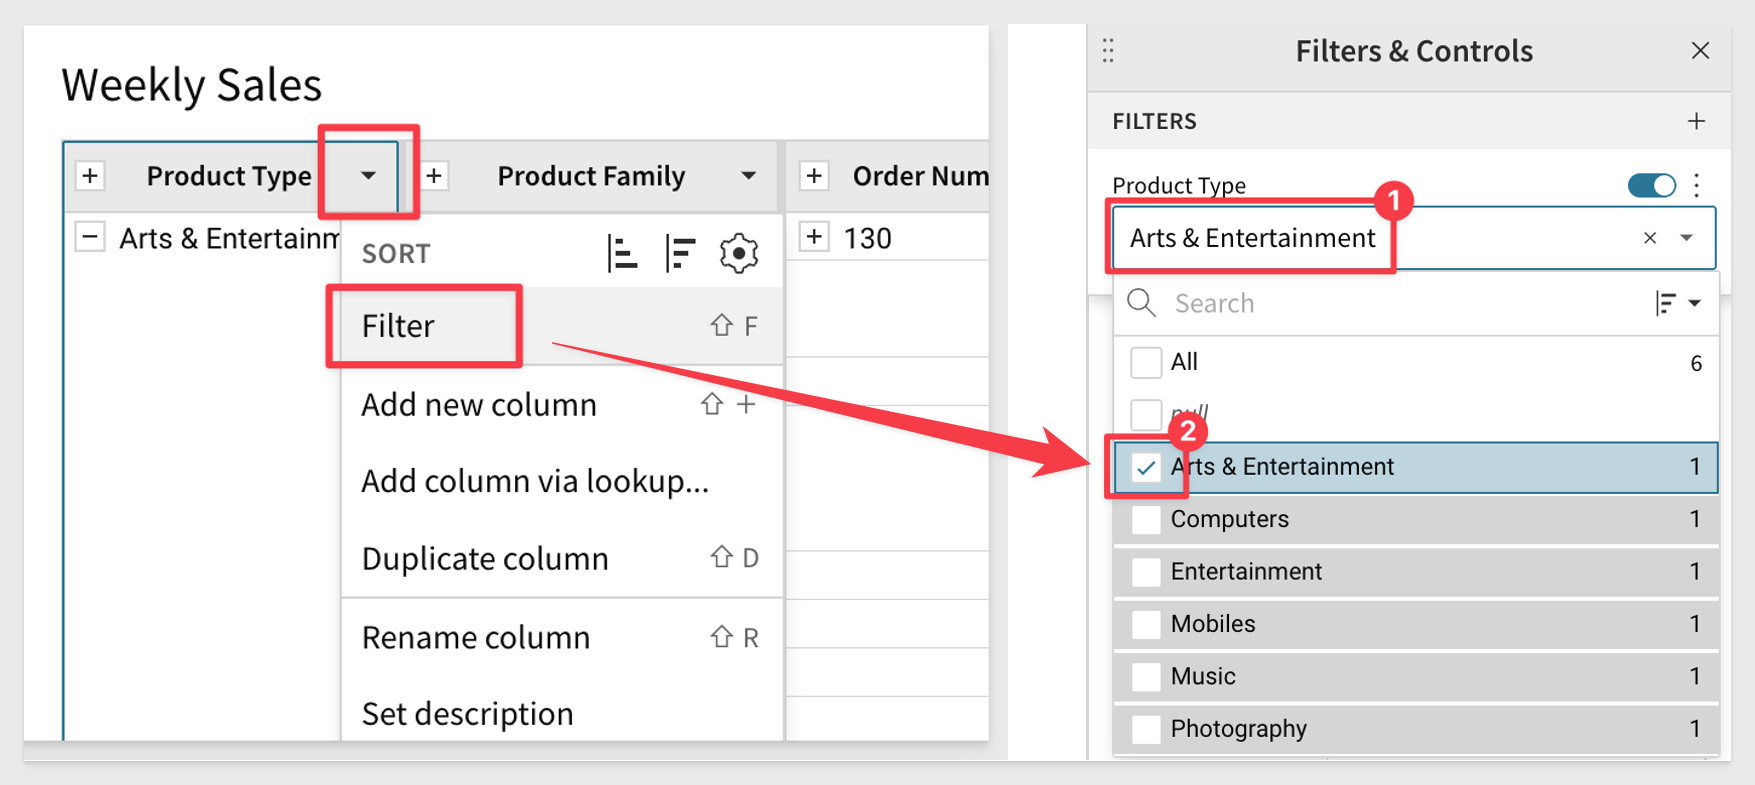 Weekly Sales
+ Product Type
+ Product Family
+ Order Num
− Arts & Entertainm
+ 130
SORT
Filter ⇧ F
Add new column ⇧ +
Add column via lookup...
Duplicate column ⇧ D
Rename column ⇧ R
Set description
Filters & Controls ×
FILTERS +
Product Type
1
Arts & Entertainment ×
Search
All 6
null
2
Arts & Entertainment 1
Computers 1
Entertainment 1
Mobiles 1
Music 1
Photography 1